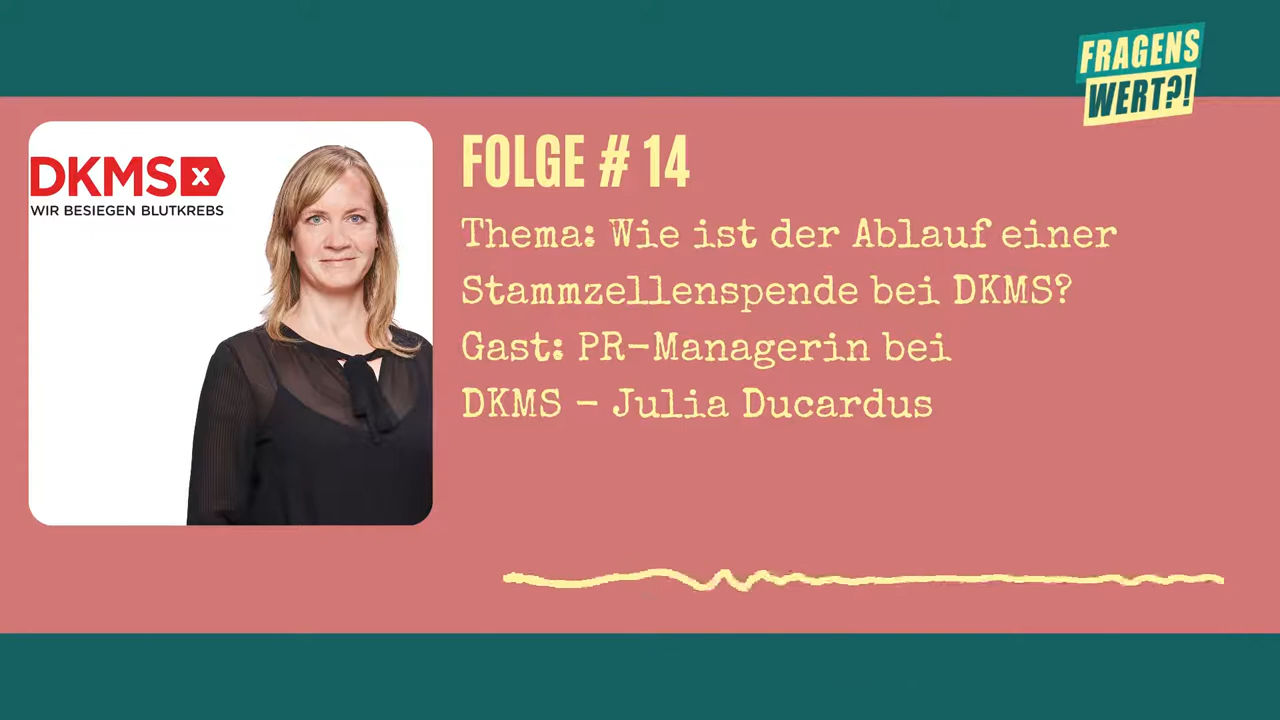 FRAGENS
WERT?!
DKMS x
WIR BESIEGEN BLUTKREBS
FOLGE # 14
Thema: Wie ist der Ablauf einer
Stammzellenspende bei DKMS?
Gast: PR-Managerin bei
DKMS - Julia Ducardus